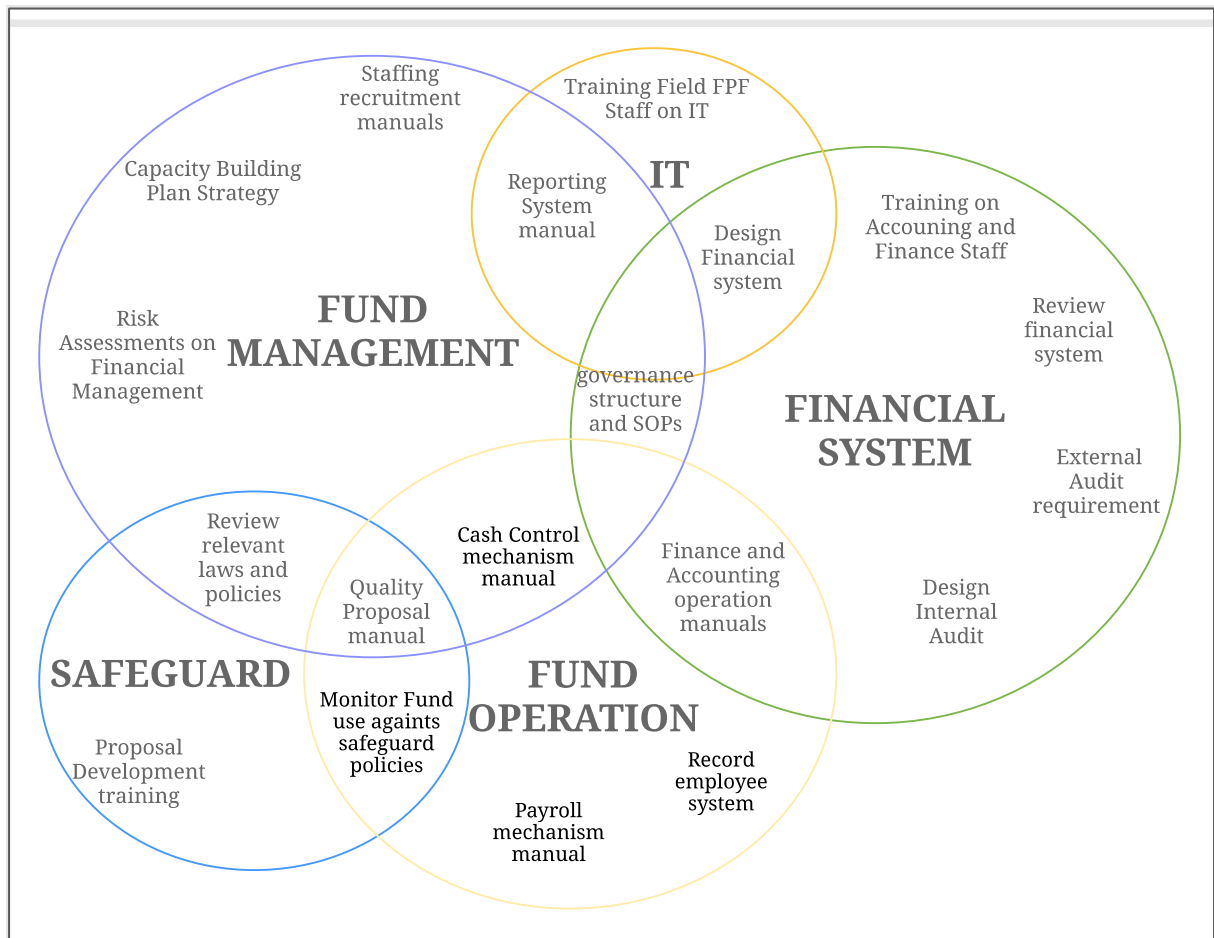 Staffing
recruitment
manuals
Training Field FPF
Staff on IT
Capacity Building
Plan Strategy
IT
Reporting
System
manual
Training on
Accouning and
Finance Staff
Design
Financial
system
Risk
Assessments on
Financial
Management
FUND
MANAGEMENT
Review
financial
system
governance
structure
and SOPs
FINANCIAL
SYSTEM
External
Audit
requirement
Review
relevant
laws and
policies
Cash Control
mechanism
manual
Quality
Proposal
manual
Finance and
Accounting
operation
manuals
Design
Internal
Audit
SAFEGUARD
FUND
OPERATION
Monitor Fund
use againts
safeguard
policies
Proposal
Development
training
Record
employee
system
Payroll
mechanism
manual